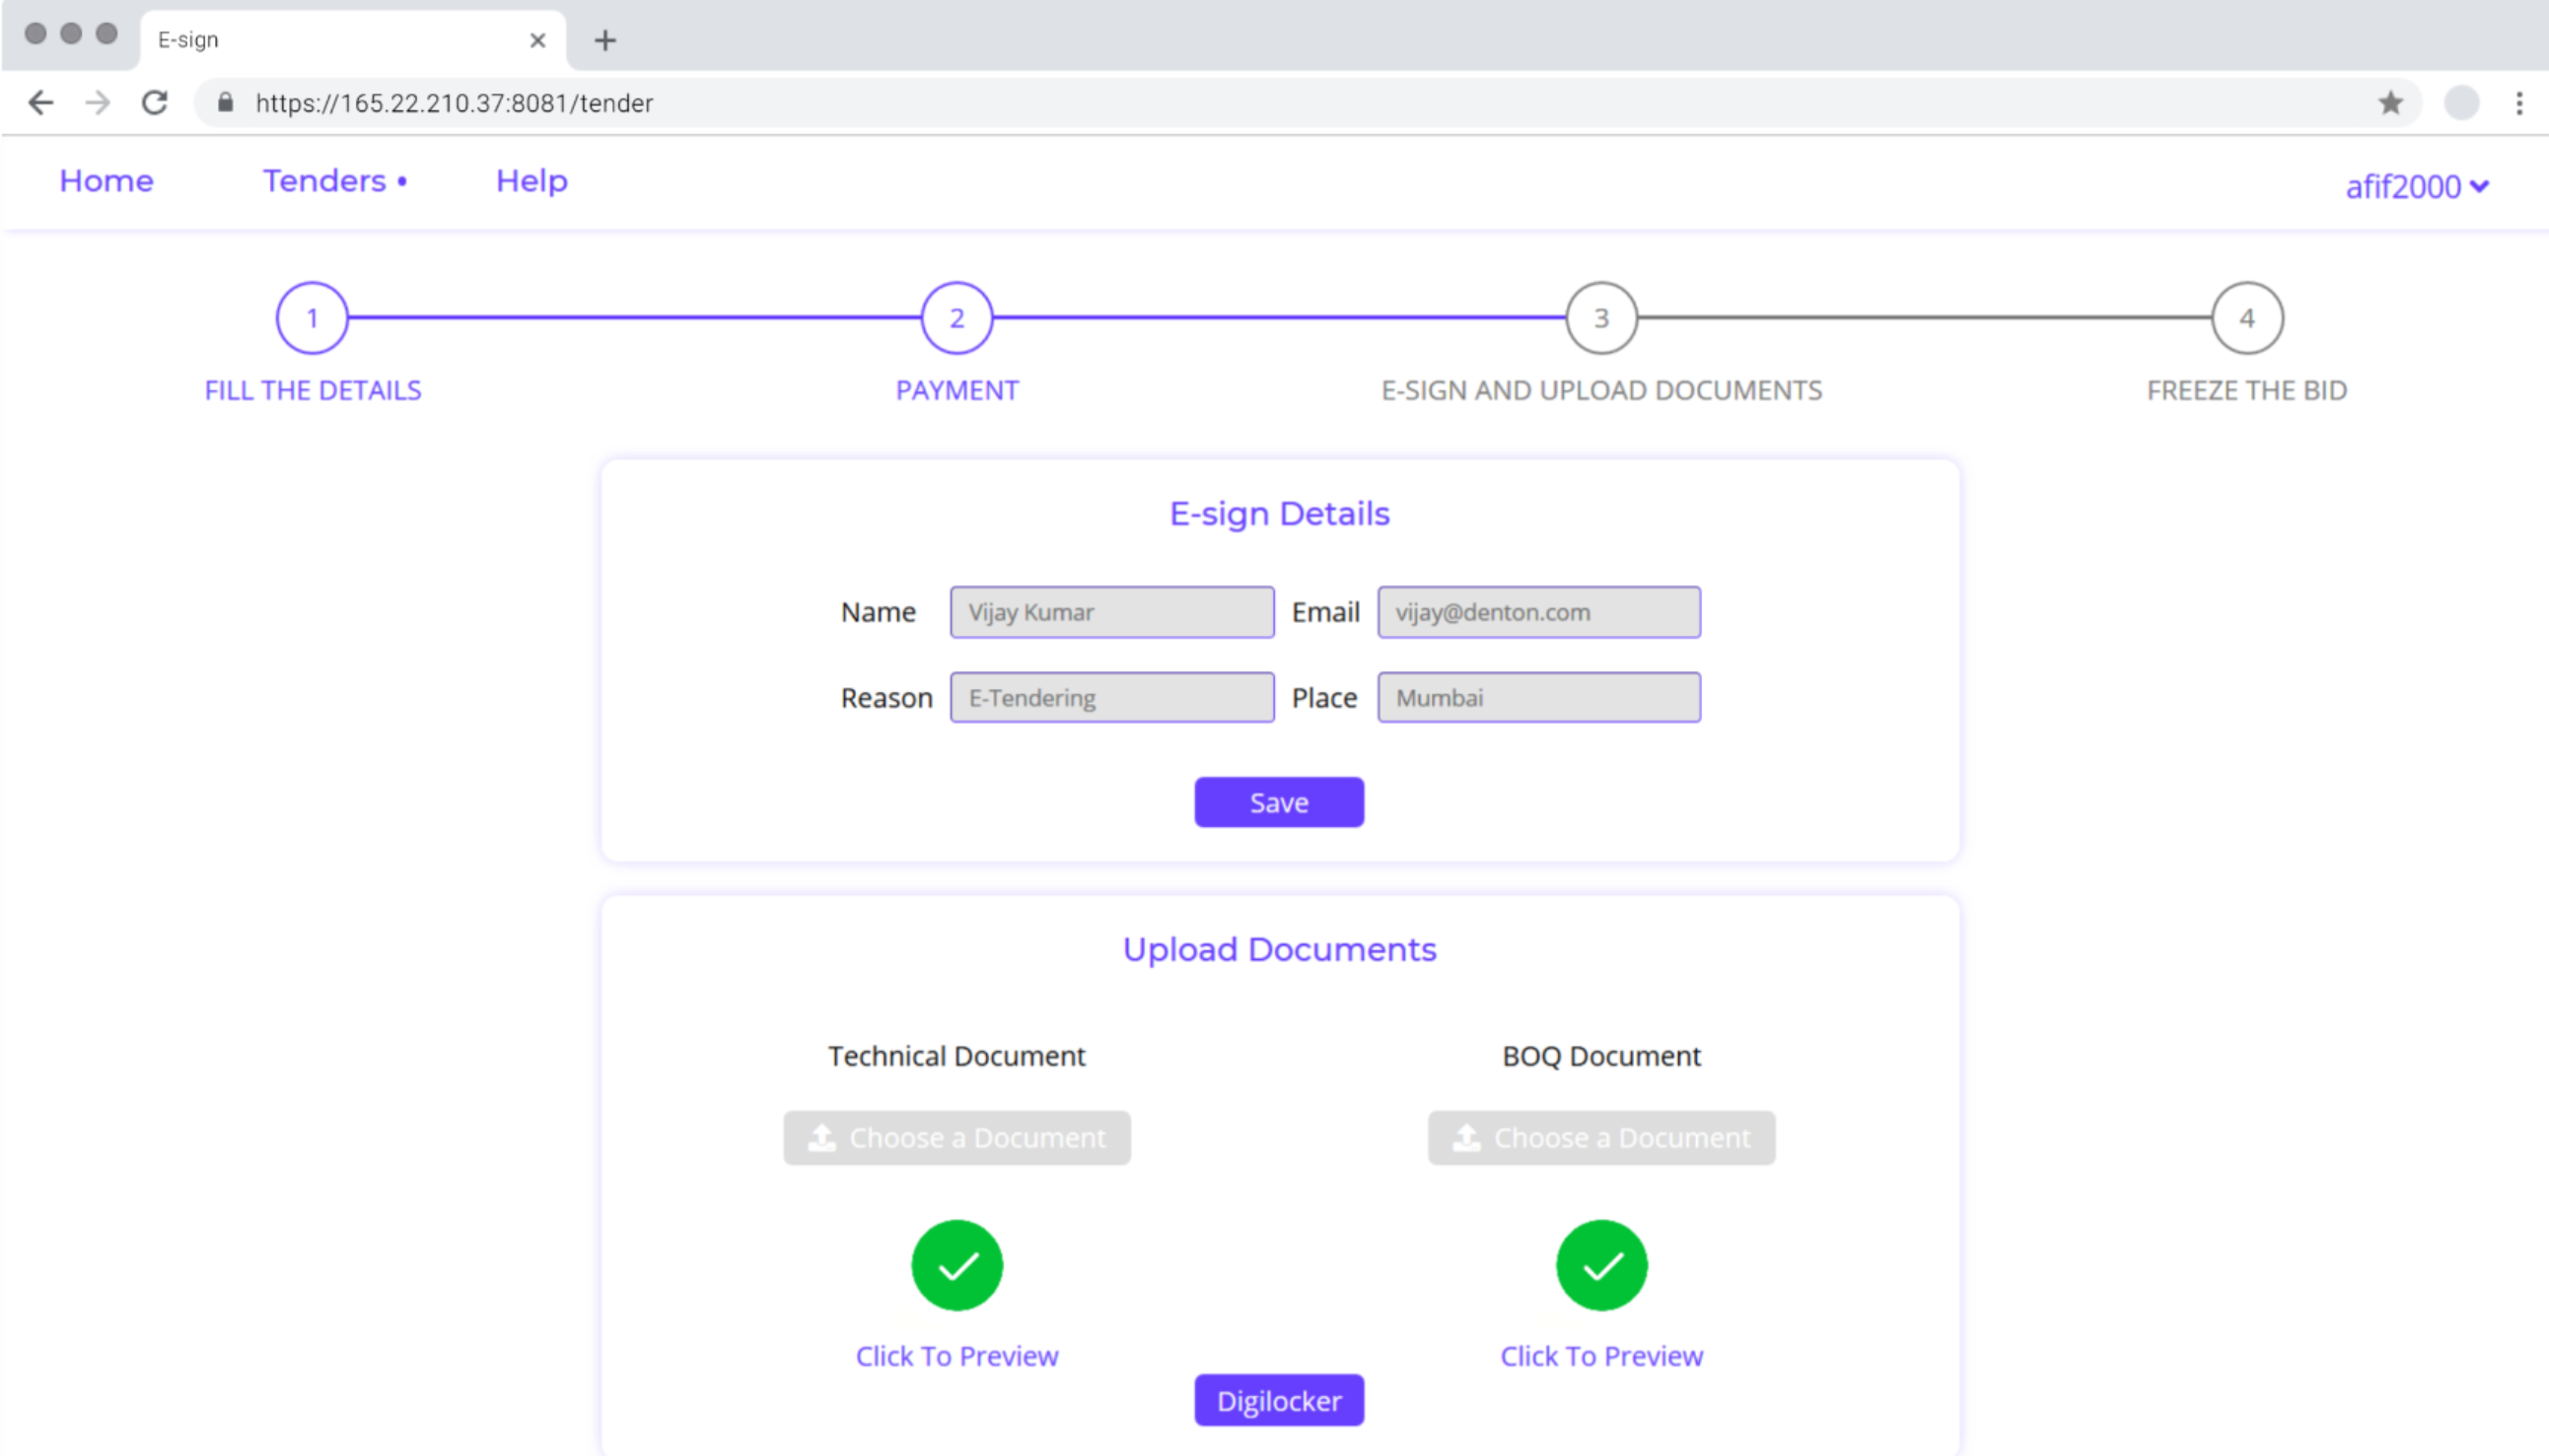 E-sign
https://165.22.210.37:8081/tender
Home Tenders • Help afif2000
1 2 3 4
FILL THE DETAILS PAYMENT E-SIGN AND UPLOAD DOCUMENTS FREEZE THE BID
E-sign Details
Name Vijay Kumar Email vijay@denton.com
Reason E-Tendering Place Mumbai
Save
Upload Documents
Technical Document BOQ Document
Choose a Document Choose a Document
Click To Preview Click To Preview
Digilocker